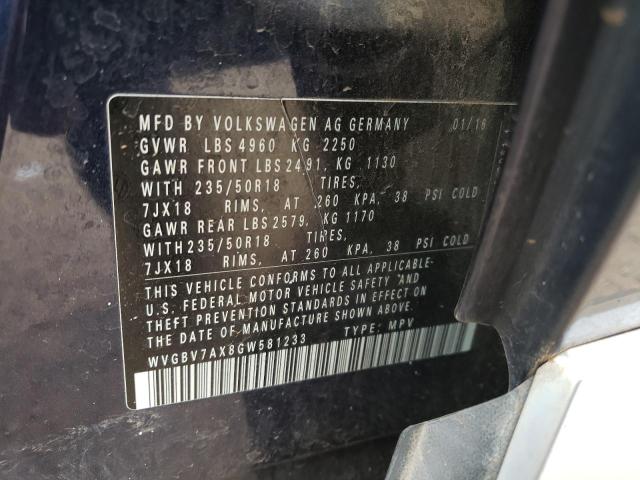 MFD BY VOLKSWAGEN AG GERMANY 01/16
GVWR LBS 4960 KG 2250
GAWR FRONT LBS 2491, KG 1130
WITH 235/50R18 TIRES,
7JX18 RIMS, AT 260 KPA, 38 PSI COLD
GAWR REAR LBS 2579, KG 1170
WITH 235/50R18 TIRES,
7JX18 RIMS, AT 260 KPA, 38 PSI COLD
THIS VEHICLE CONFORMS TO ALL APPLICABLE
U.S. FEDERAL MOTOR VEHICLE SAFETY AND
THEFT PREVENTION STANDARDS IN EFFECT ON
THE DATE OF MANUFACTURE SHOWN ABOVE.
WVGBV7AX8GW581233 TYPE: MPV